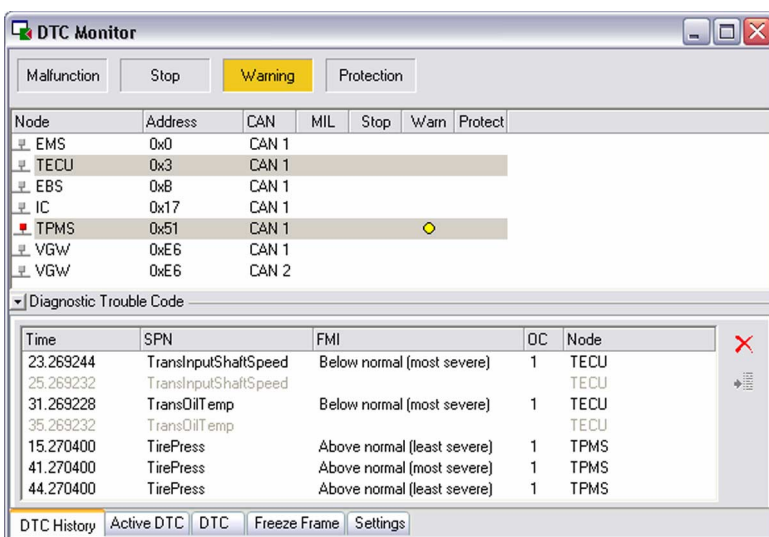 DTC Monitor
Malfunction Stop Warning Protection
Node Address CAN MIL Stop Warn Protect
EMS 0x0 CAN 1
TECU 0x3 CAN 1
EBS 0xB CAN 1
IC 0x17 CAN 1
TPMS 0x51 CAN 1
VGW 0xE6 CAN 1
VGW 0xE6 CAN 2
Diagnostic Trouble Code
Time SPN FMI OC Node
23.269244 TransInputShaftSpeed Below normal (most severe) 1 TECU
25.269232 TransInputShaftSpeed TECU
31.269228 TransOilTemp Below normal (most severe) 1 TECU
35.269232 TransOilTemp TECU
15.270400 TirePress Above normal (least severe) 1 TPMS
41.270400 TirePress Above normal (most severe) 1 TPMS
44.270400 TirePress Above normal (least severe) 1 TPMS
DTC History Active DTC DTC Freeze Frame Settings